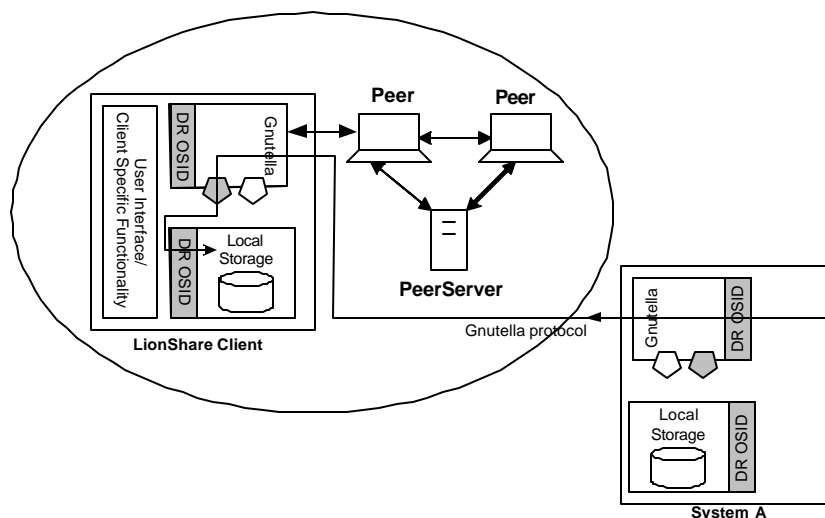 Peer
Peer
DR OSID
Gnutella
User Interface/
Client Specific Functionality
DR OSID
Local
Storage
PeerServer
LionShare Client
Gnutella protocol
Gnutella
DR OSID
Local
Storage
DR OSID
System A